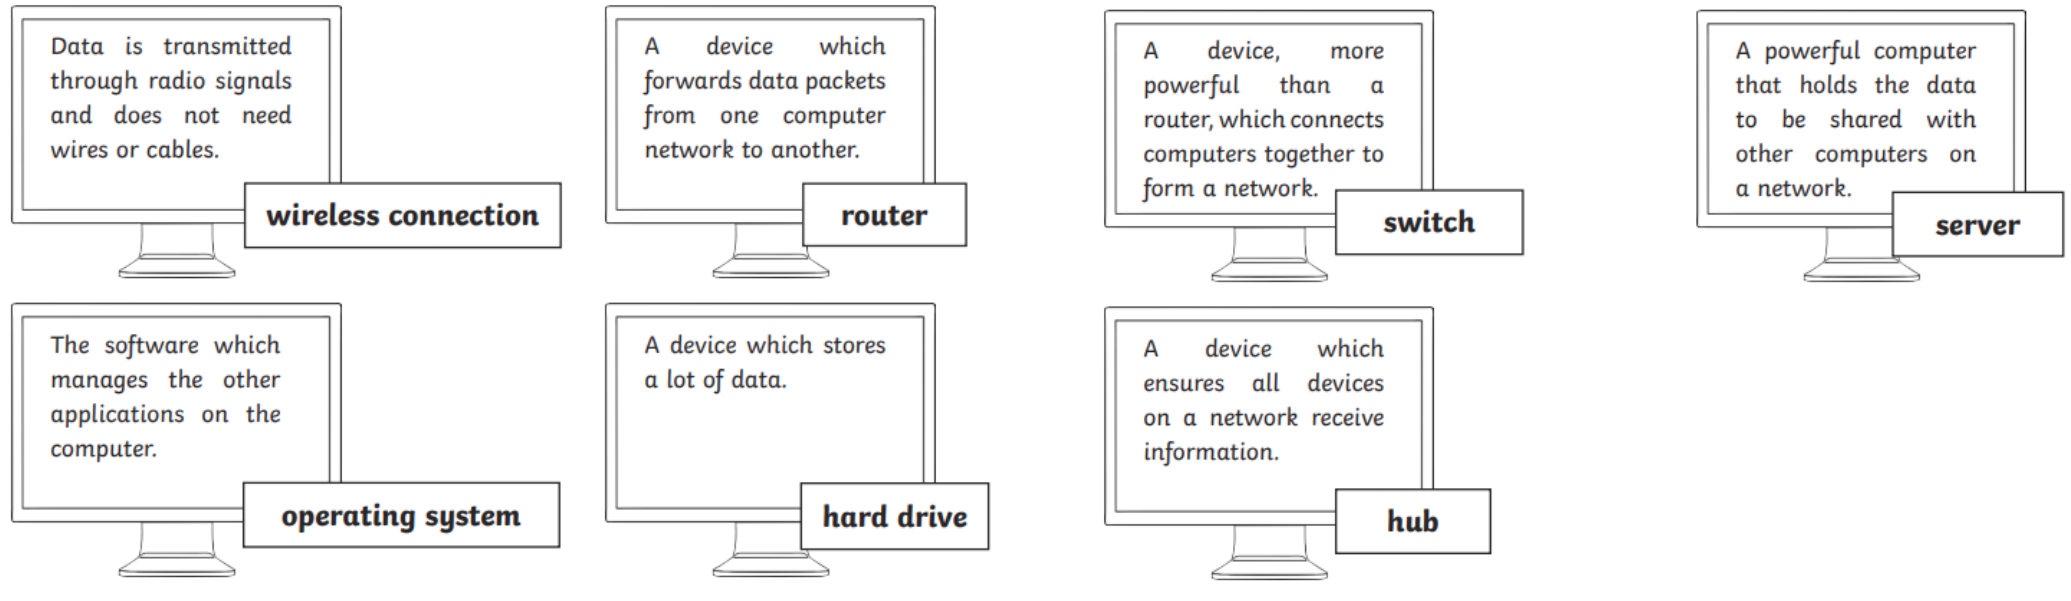 Data is transmitted
through radio signals
and does not need
wires or cables.
wireless connection
A device which
forwards data packets
from one computer
network to another.
router
A device, more
powerful than a
router, which connects
computers together to
form a network.
switch
A powerful computer
that holds the data
to be shared with
other computers on
a network.
server
The software which
manages the other
applications on the
computer.
operating system
A device which stores
a lot of data.
hard drive
A device which
ensures all devices
on a network receive
information.
hub